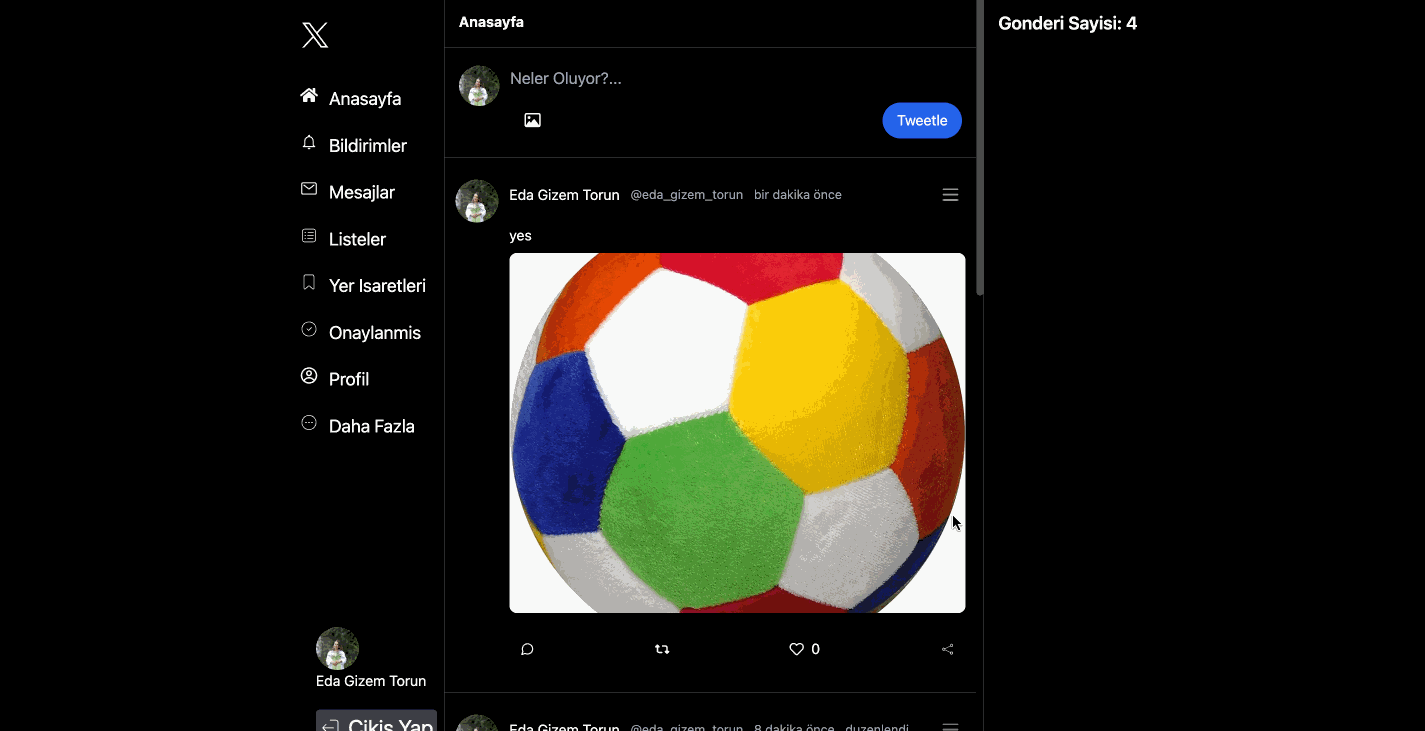 Anasayfa
Bildirimler
Mesajlar
Listeler
Yer Isaretleri
Onaylanmis
Profil
Daha Fazla
Eda Gizem Torun
Cikis Yap
Anasayfa
Neler Oluyor?...
Tweetle
Eda Gizem Torun @eda_gizem_torun bir dakika önce
yes
0
Eda Gizem Torun @eda_gizem_torun 8 dakika önce duzenlendi
Gonderi Sayisi: 4